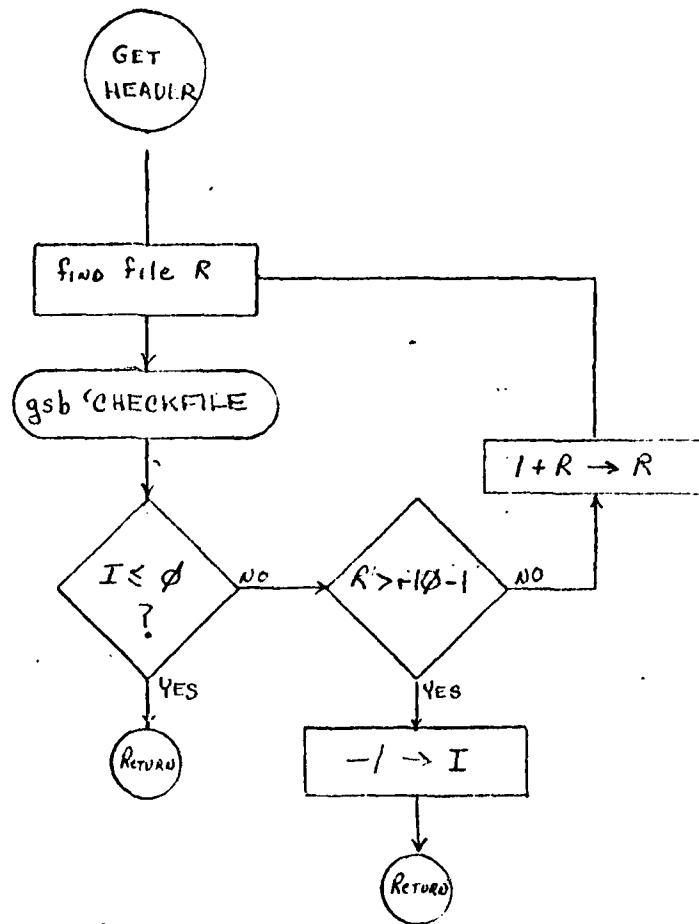 GET
HEADER
find file R
gsb 'CHECKFILE
1 + R → R
I ≤ ø
?
NO
R > r1ø-1
NO
YES
YES
RETURN
-1 → I
RETURN